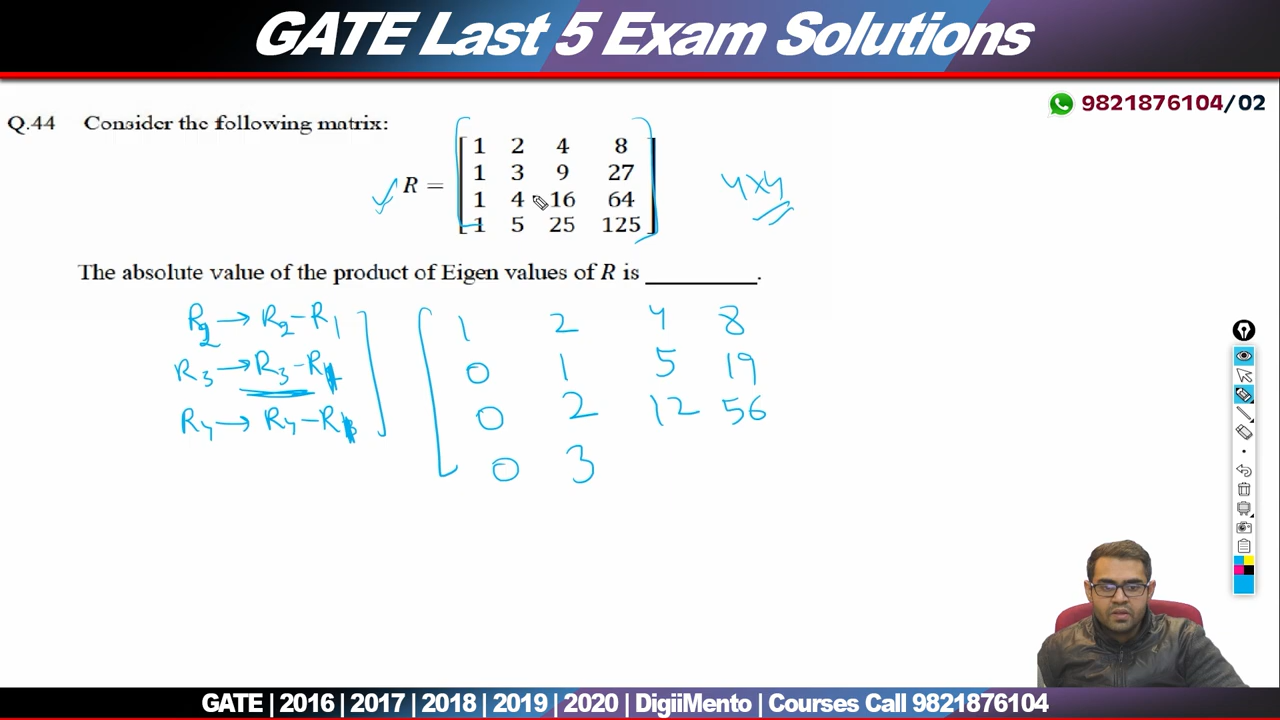 GATE Last 5 Exam Solutions
9821876104/02
Q.44 Consider the following matrix:
R =
1 2 4 8
1 3 9 27
1 4 16 64
1 5 25 125
4×4
The absolute value of the product of Eigen values of R is ________.
R2 → R2 - R1
R3 → R3 - R1
R4 → R4 -
1 2 4 8
0 1 5 19
0 2 12 56
0 3
GATE | 2016 | 2017 | 2018 | 2019 | 2020 | DigiiMento | Courses Call 9821876104